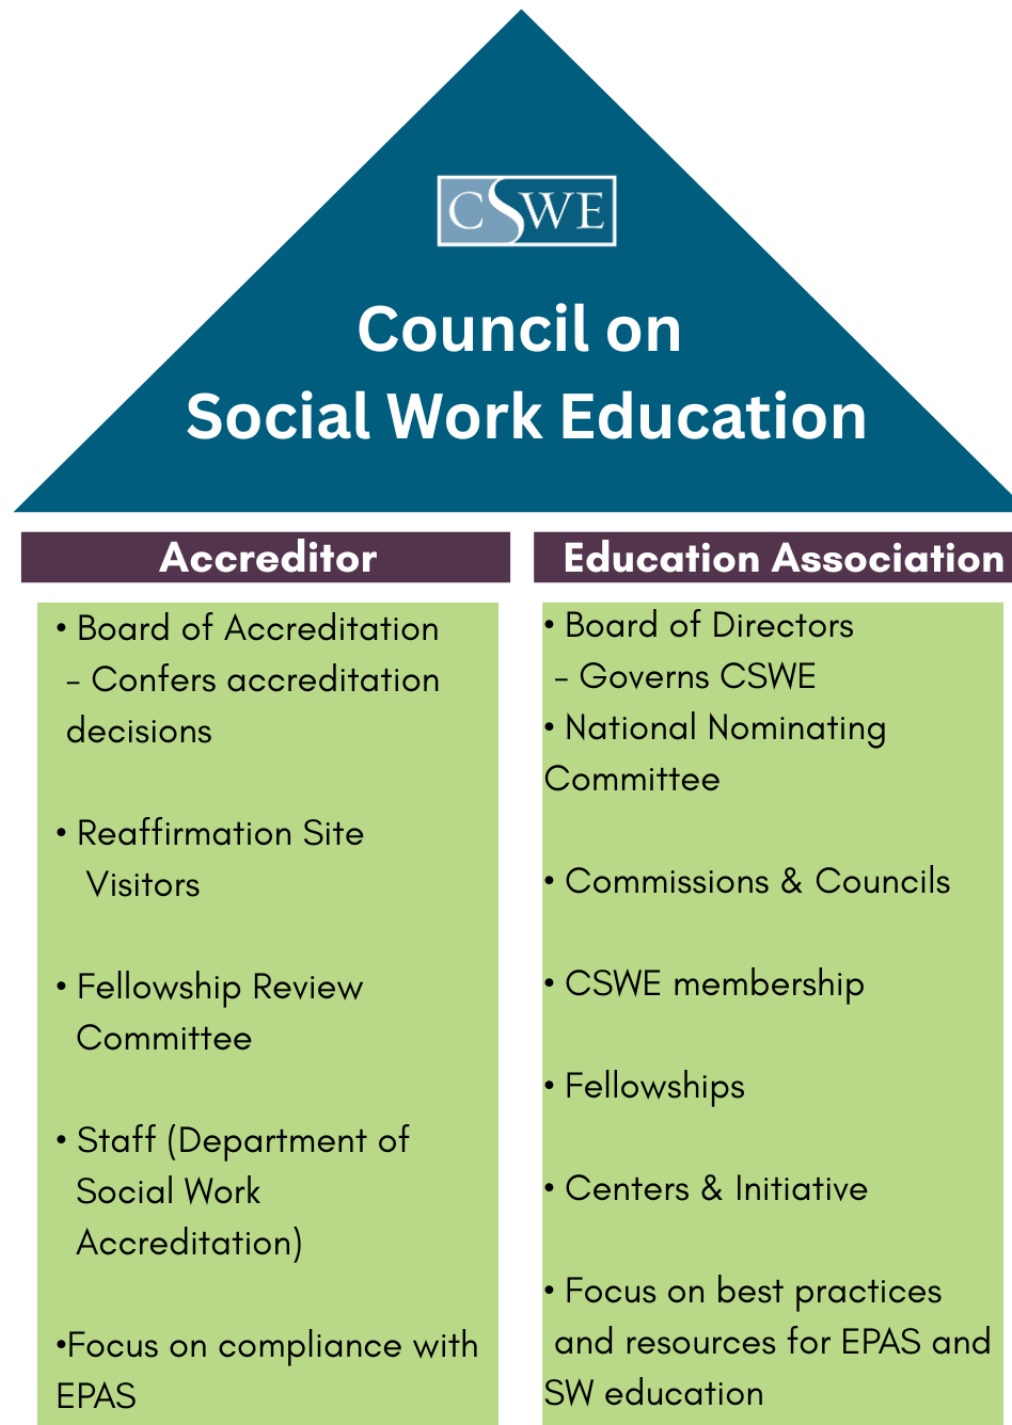 CSWE
Council on
Social Work Education
Accreditor
• Board of Accreditation
- Confers accreditation
decisions
• Reaffirmation Site
Visitors
• Fellowship Review
Committee
• Staff (Department of
Social Work
Accreditation)
•Focus on compliance with
EPAS
Education Association
• Board of Directors
- Governs CSWE
• National Nominating
Committee
• Commissions & Councils
• CSWE membership
• Fellowships
• Centers & Initiative
• Focus on best practices
and resources for EPAS and
SW education